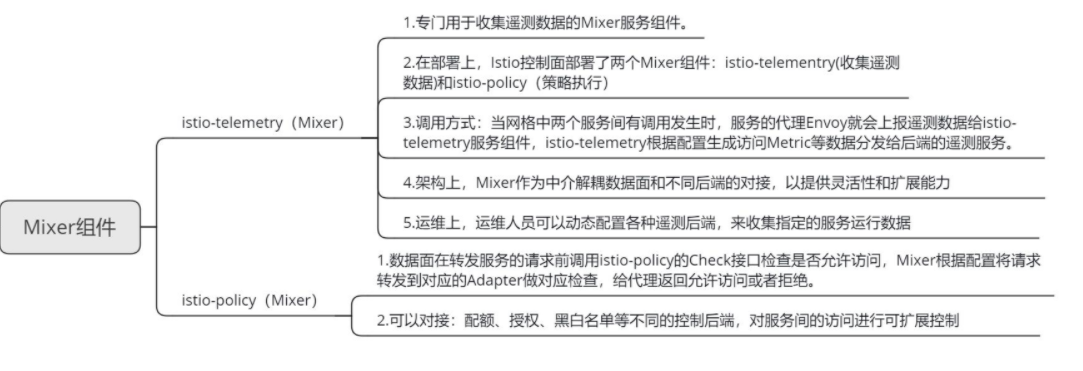 1.专门用于收集遥测数据的Mixer服务组件。
2.在部署上，Istio控制面部署了两个Mixer组件：istio-telementry(收集遥测
数据)和istio-policy（策略执行）
istio-telemetry（Mixer）
3.调用方式：当网格中两个服务间有调用发生时，服务的代理Envoy就会上报遥测数据给istio-
telemetry服务组件，istio-telemetry根据配置生成访问Metric等数据分发给后端的遥测服务。
4.架构上，Mixer作为中介解耦数据面和不同后端的对接，以提供灵活性和扩展能力
5.运维上，运维人员可以动态配置各种遥测后端，来收集指定的服务运行数据
Mixer组件
1.数据面在转发服务的请求前调用istio-policy的Check接口检查是否允许访问，Mixer根据配置将请求
转发到对应的Adapter做对应检查，给代理返回允许访问或者拒绝。
istio-policy（Mixer）
2.可以对接：配额、授权、黑白名单等不同的控制后端，对服务间的访问进行可扩展控制